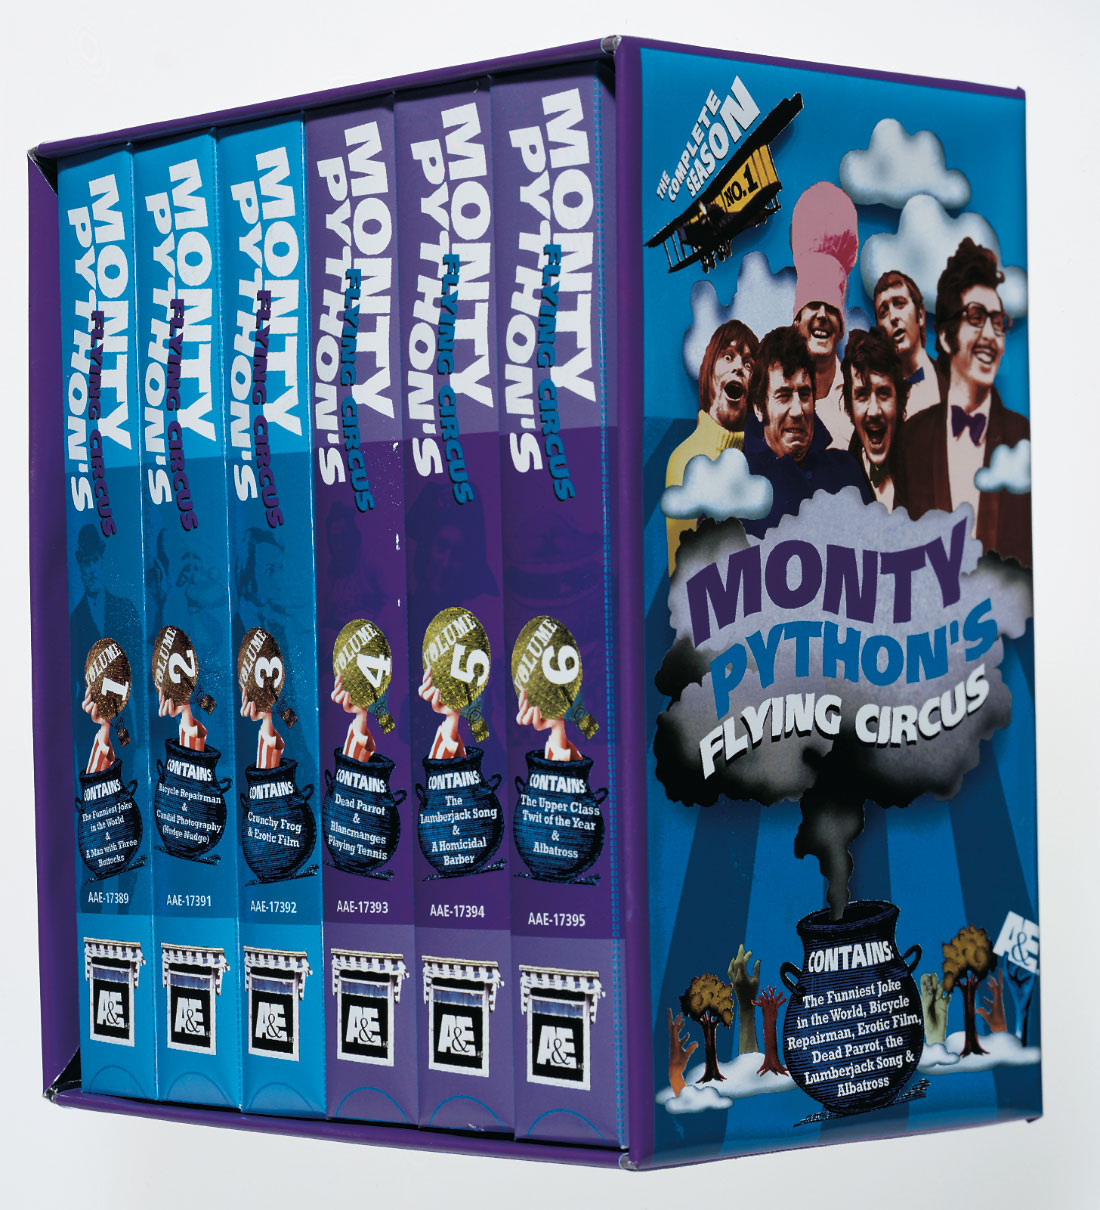 MONTY
PYTHON'S
FLYING CIRCUS
VOLUME
1
CONTAINS:
The Funniest Joke
in the World
&
A Man with Three
Buttocks
AAE-17389
A&E
MONTY
PYTHON'S
FLYING CIRCUS
VOLUME
2
CONTAINS:
Bicycle Repairman
&
Candid Photography
(Nudge Nudge)
AAE-17391
A&E
MONTY
PYTHON'S
FLYING CIRCUS
VOLUME
3
CONTAINS:
Crunchy Frog
& Erotic Film
AAE-17392
A&E
MONTY
PYTHON'S
FLYING CIRCUS
VOLUME
4
CONTAINS:
Dead Parrot
&
Blancmanges
Playing Tennis
AAE-17393
A&E
MONTY
PYTHON'S
FLYING CIRCUS
VOLUME
5
CONTAINS:
The
Lumberjack Song
&
A Homicidal
Barber
AAE-17394
A&E
MONTY
PYTHON'S
FLYING CIRCUS
VOLUME
6
CONTAINS:
The Upper Class
Twit of the Year
&
Albatross
AAE-17395
A&E
THE
COMPLETE
SEASON
NO.1
MONTY
PYTHON'S
FLYING CIRCUS
A&E
CONTAINS:
The Funniest Joke
in the World, Bicycle
Repairman, Erotic Film,
Dead Parrot, the
Lumberjack Song &
Albatross